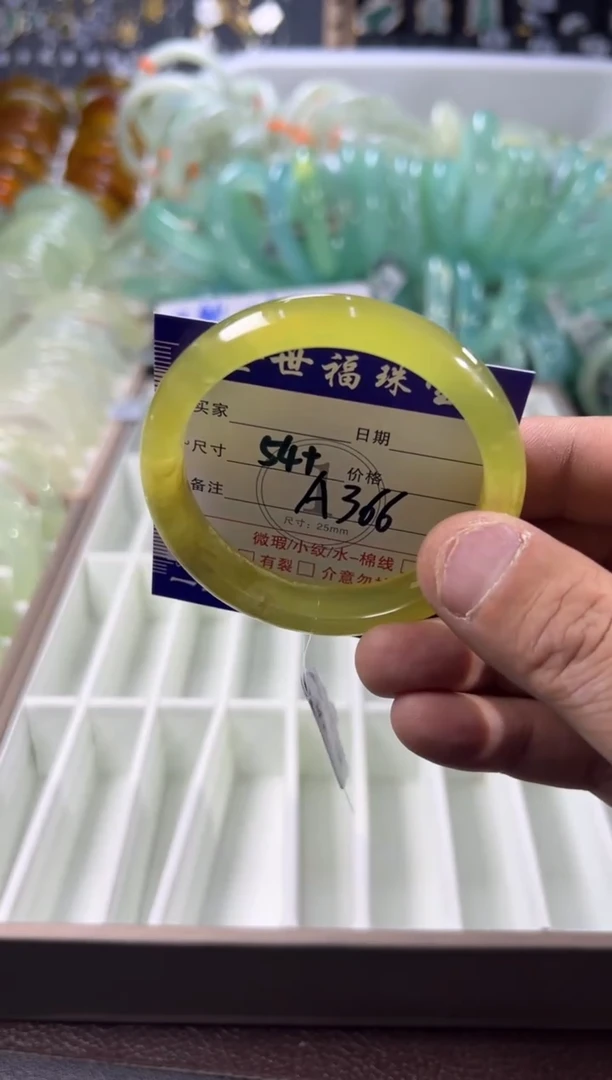 世福珠
买家
日期
尺寸 54+
价格
备注 A366
尺寸：25mm
微瑕/小纹/水-棉线
有裂 介意勿